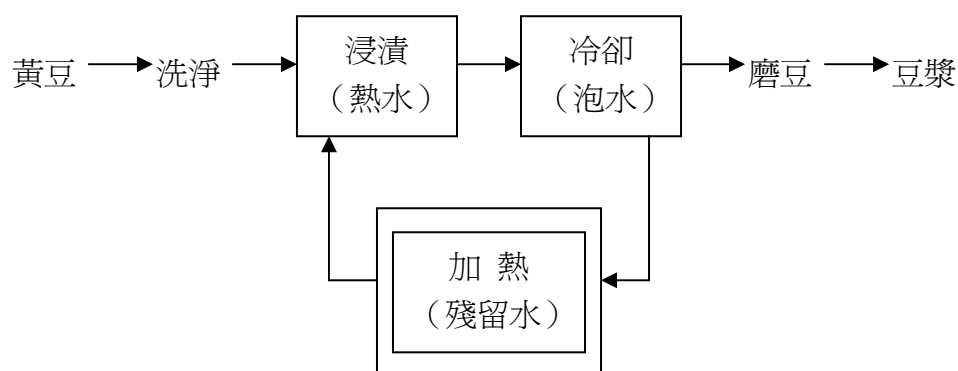 黃豆
洗淨
浸漬
（熱水）
冷卻
（泡水）
磨豆
豆漿
加 熱
（殘留水）